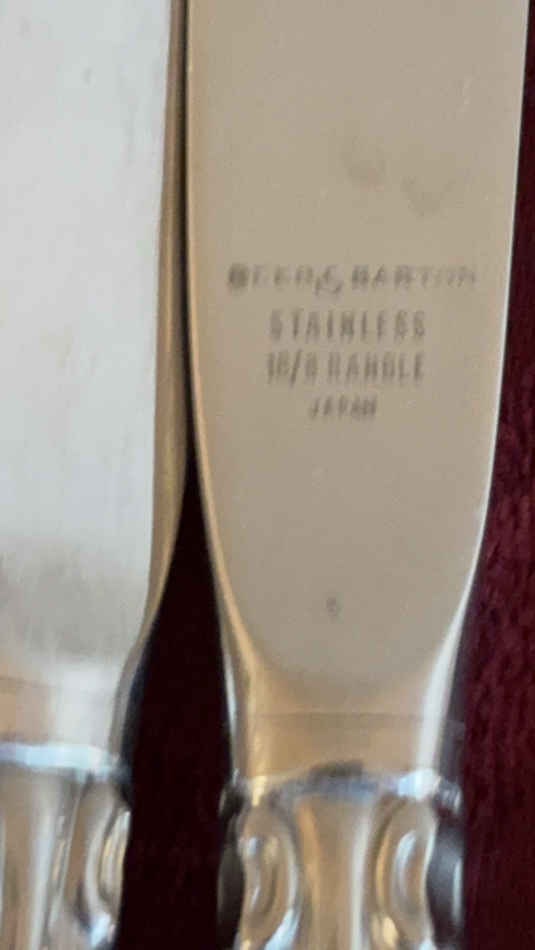 REED & BARTON
STAINLESS
18/8 HANDLE
JAPAN